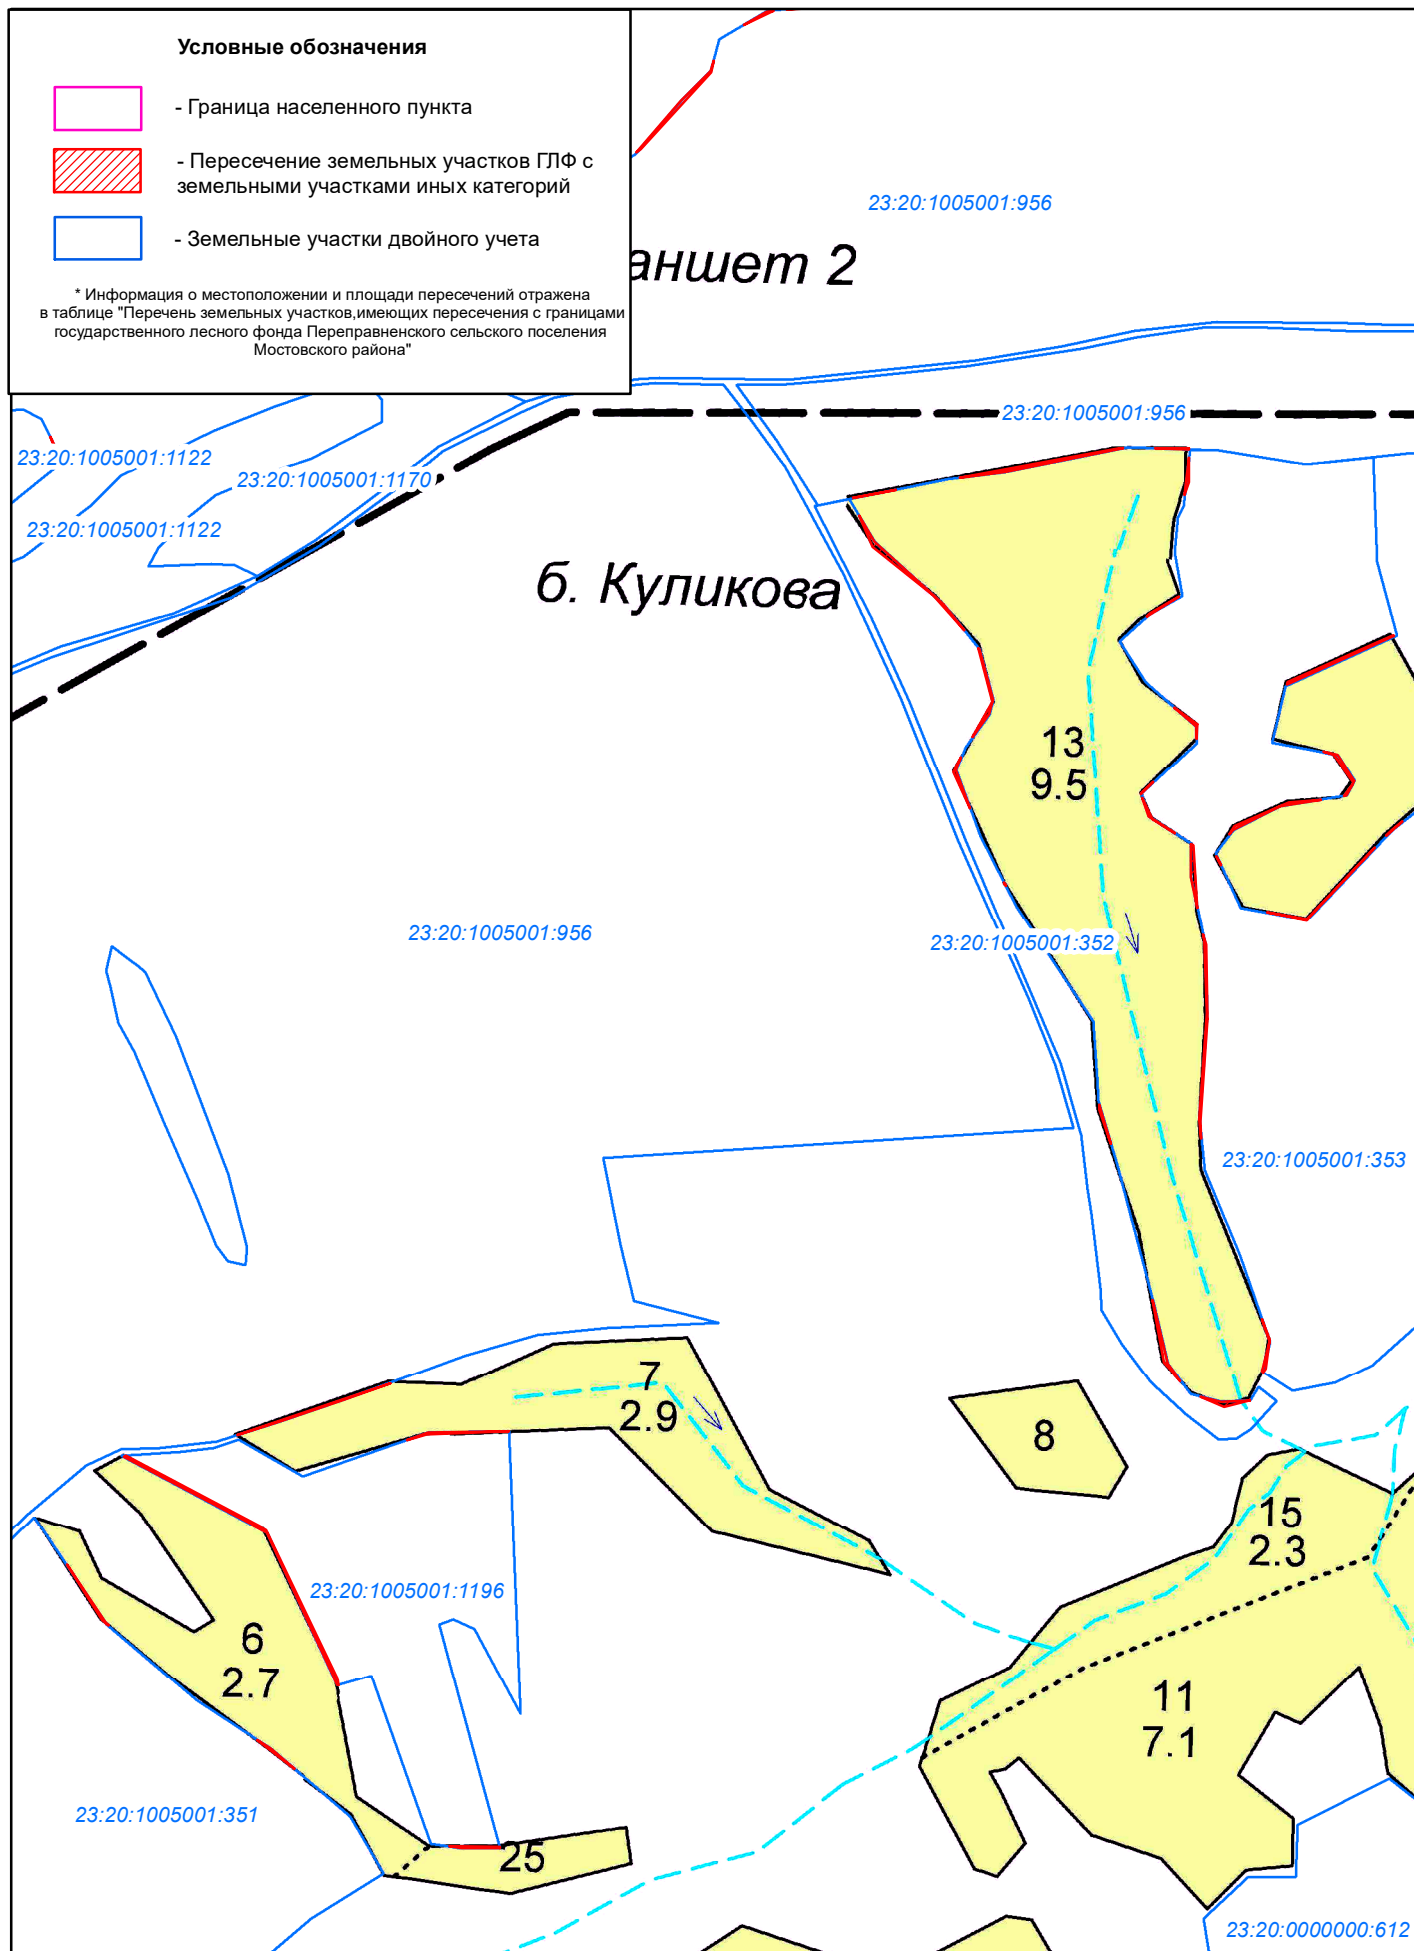 Условные обозначения
- Граница населенного пункта
- Пересечение земельных участков ГЛФ с
земельными участками иных категорий
- Земельные участки двойного учета
* Информация о местоположении и площади пересечений отражена
в таблице "Перечень земельных участков,имеющих пересечения с границами
государственного лесного фонда Переправненского сельского поселения
Мостовского района"
23:20:1005001:956
аншет 2
23:20:1005001:956
23:20:1005001:1122
23:20:1005001:1170
23:20:1005001:1122
б. Куликова
13
9.5
23:20:1005001:956
23:20:1005001:352
23:20:1005001:353
7
2.9
8
15
2.3
23:20:1005001:1196
6
2.7
11
7.1
23:20:1005001:351
25
23:20:0000000:612